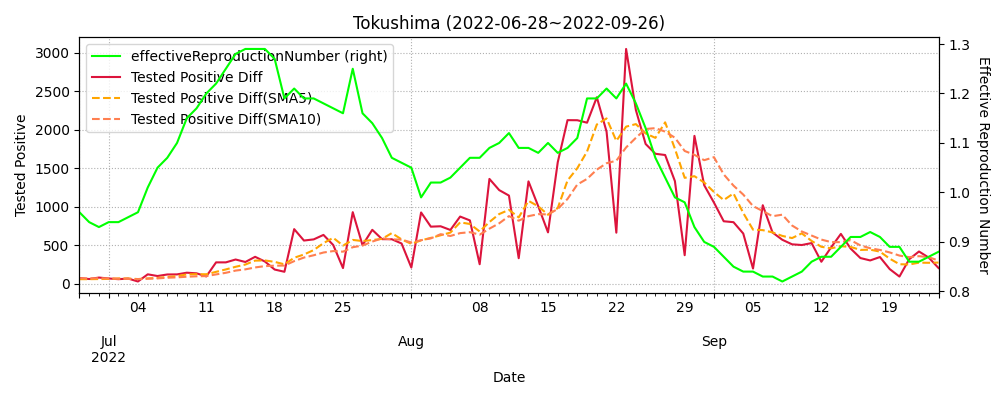 Tokushima (2022-06-28~2022-09-26)
effectiveReproductionNumber (right)
Tested Positive Diff
Tested Positive Diff(SMA5)
Tested Positive Diff(SMA10)
Tested Positive
3000
2500
2000
1500
1000
500
0
Effective Reproduction Number
1.3
1.2
1.1
1.0
0.9
0.8
04 11 18 25 08 15 22 29 05 12 19
Jul Aug Sep
2022
Date